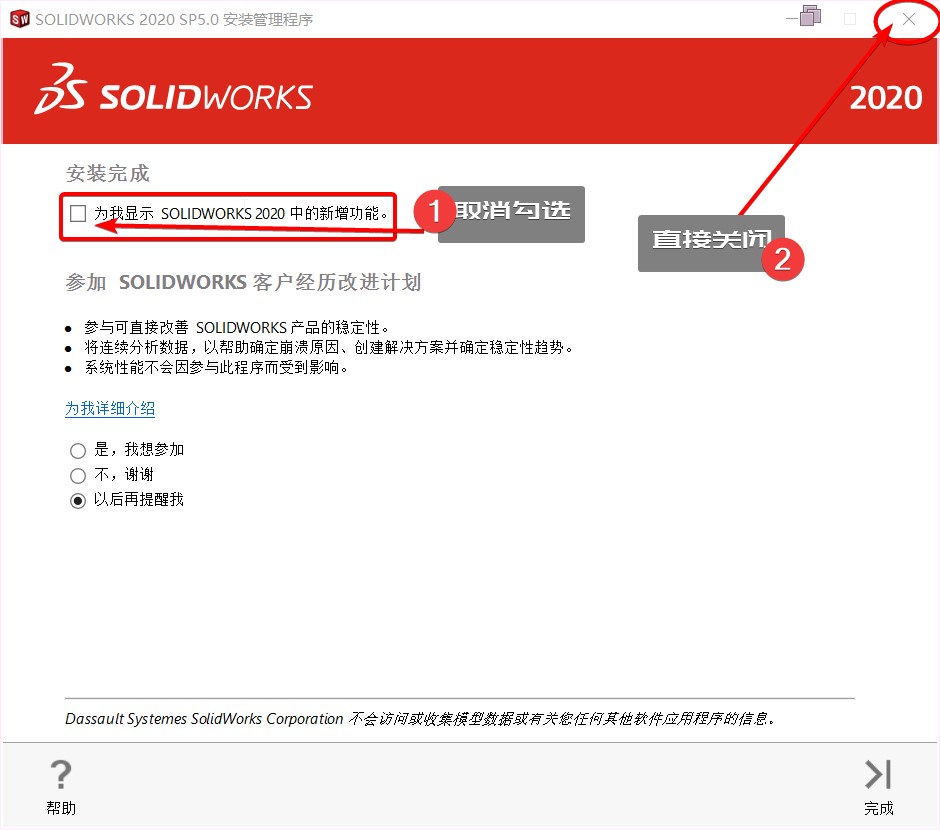 SOLIDWORKS 2020 SP5.0 安装管理程序
SOLIDWORKS
2020
安装完成
为我显示 SOLIDWORKS 2020 中的新增功能。
1
取消勾选
直接关闭
2
参加 SOLIDWORKS 客户经历改进计划
参与可直接改善 SOLIDWORKS 产品的稳定性。
将连续分析数据，以帮助确定崩溃原因、创建解决方案并确定稳定性趋势。
系统性能不会因参与此程序而受到影响。
为我详细介绍
是，我想参加
不，谢谢
以后再提醒我
Dassault Systemes SolidWorks Corporation 不会访问或收集模型数据或有关您任何其他软件应用程序的信息。
?
帮助
完成